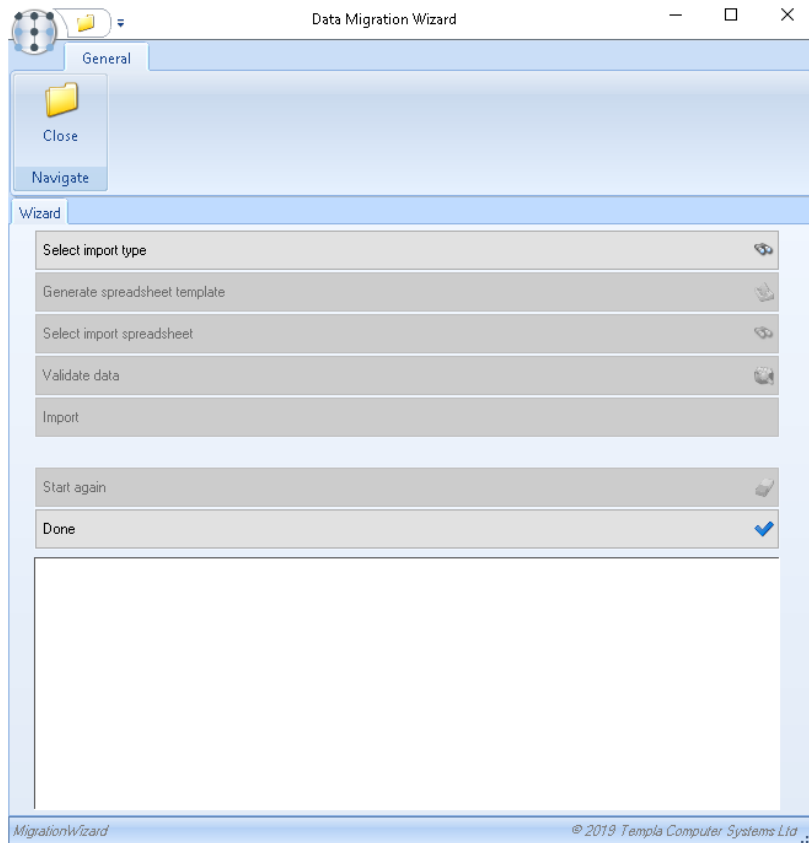 Data Migration Wizard
General
Close
Navigate
Wizard
Select import type
Generate spreadsheet template
Select import spreadsheet
Validate data
Import
Start again
Done
MigrationWizard
© 2019 Templa Computer Systems Ltd